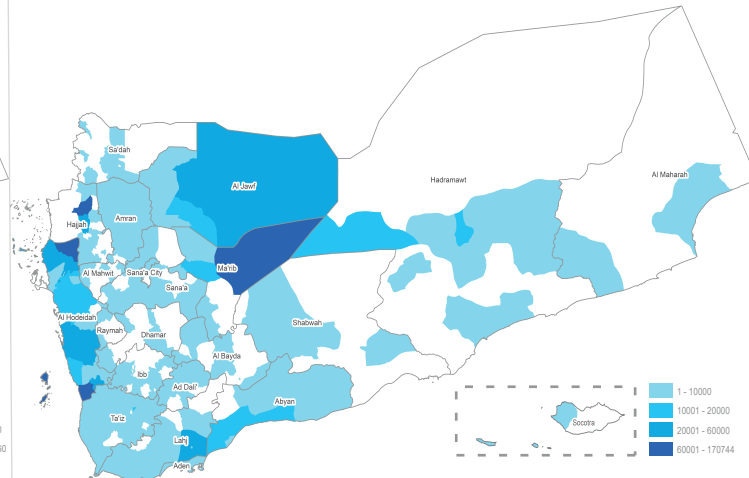 Sa'dah
Hadramawt
Al Maharah
Al Jawf
Amran
Hajjah
Al Mahwit
Sana'a City
Ma'rib
Sana'a
Al Hodeidah
Raymah
Dhamar
Shabwah
Al Bayda
Ibb
Ad Dali'
Abyan
Ta'iz
Lahj
Aden
Socotra
1 - 10000
10001 - 20000
20001 - 60000
60001 - 170744